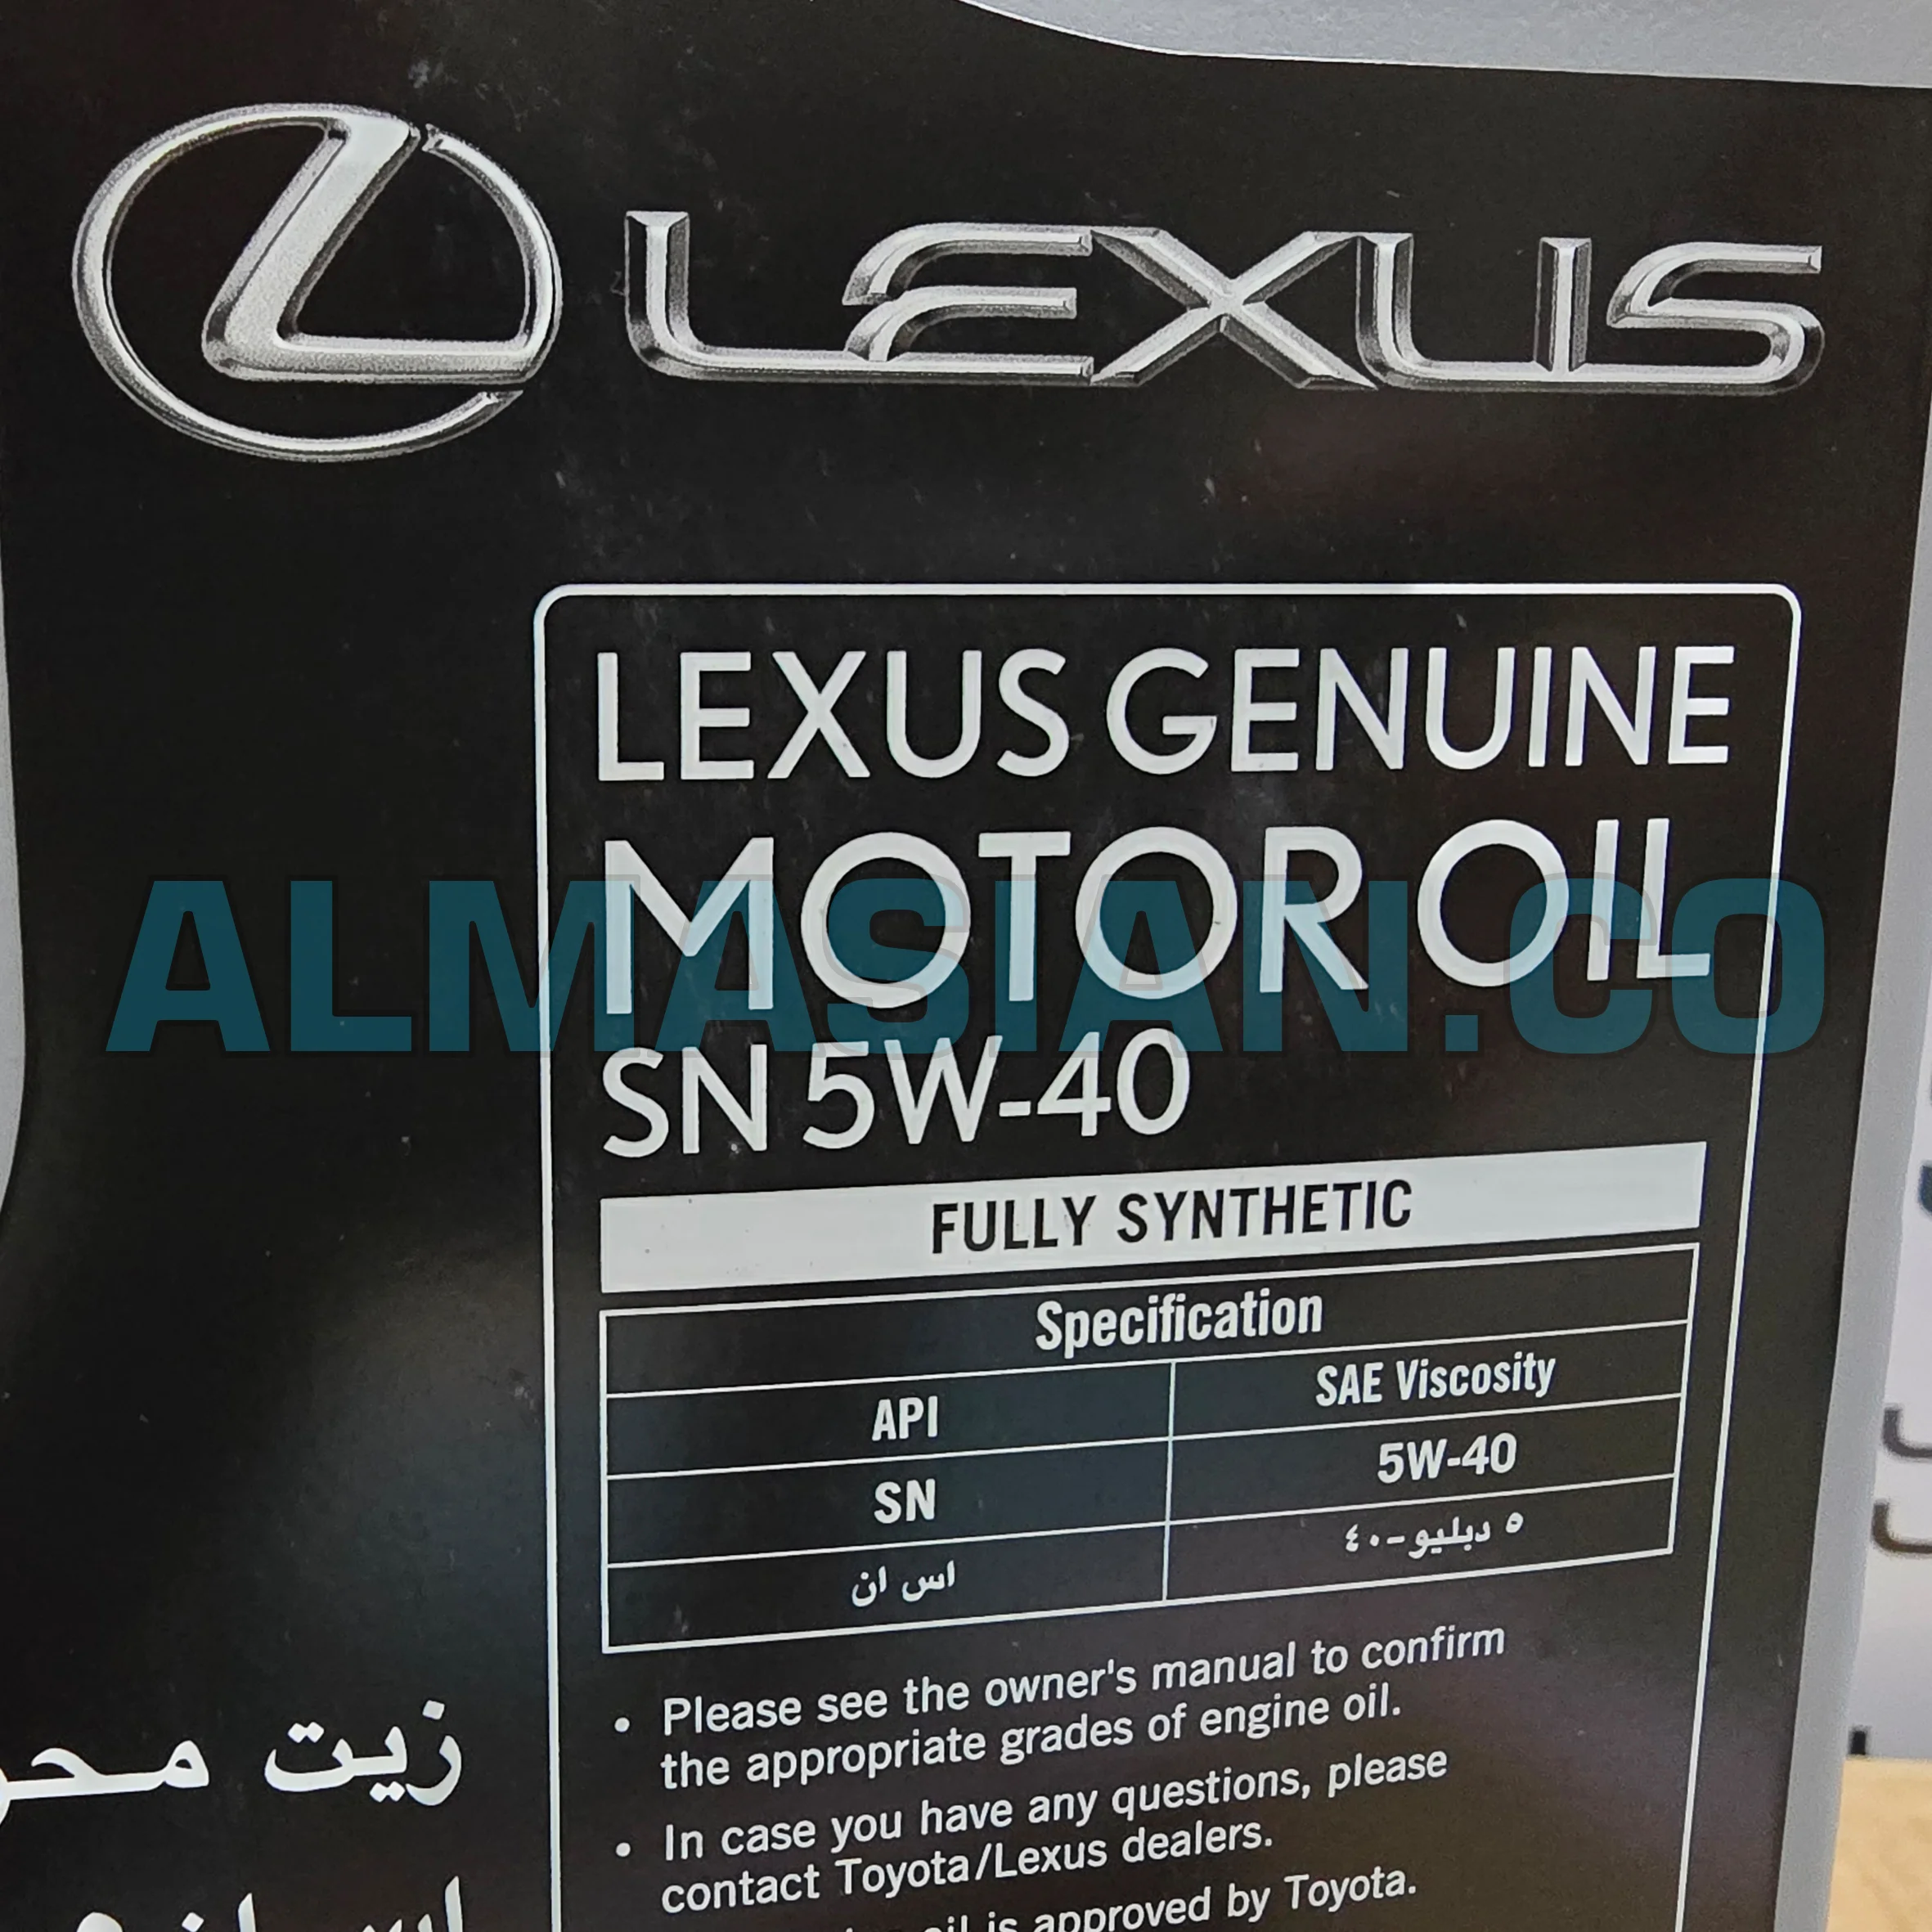 LEXUS
LEXUS GENUINE
MOTOR OIL
ALMASIAN.CO
SN 5W-40
FULLY SYNTHETIC
Specification
API
SAE Viscosity
SN
5W-40
اس ان
٥ دبليو-٤٠
• Please see the owner's manual to confirm
the appropriate grades of engine oil.
• In case you have any questions, please
contact Toyota/Lexus dealers.
oil is approved by Toyota.
زيت